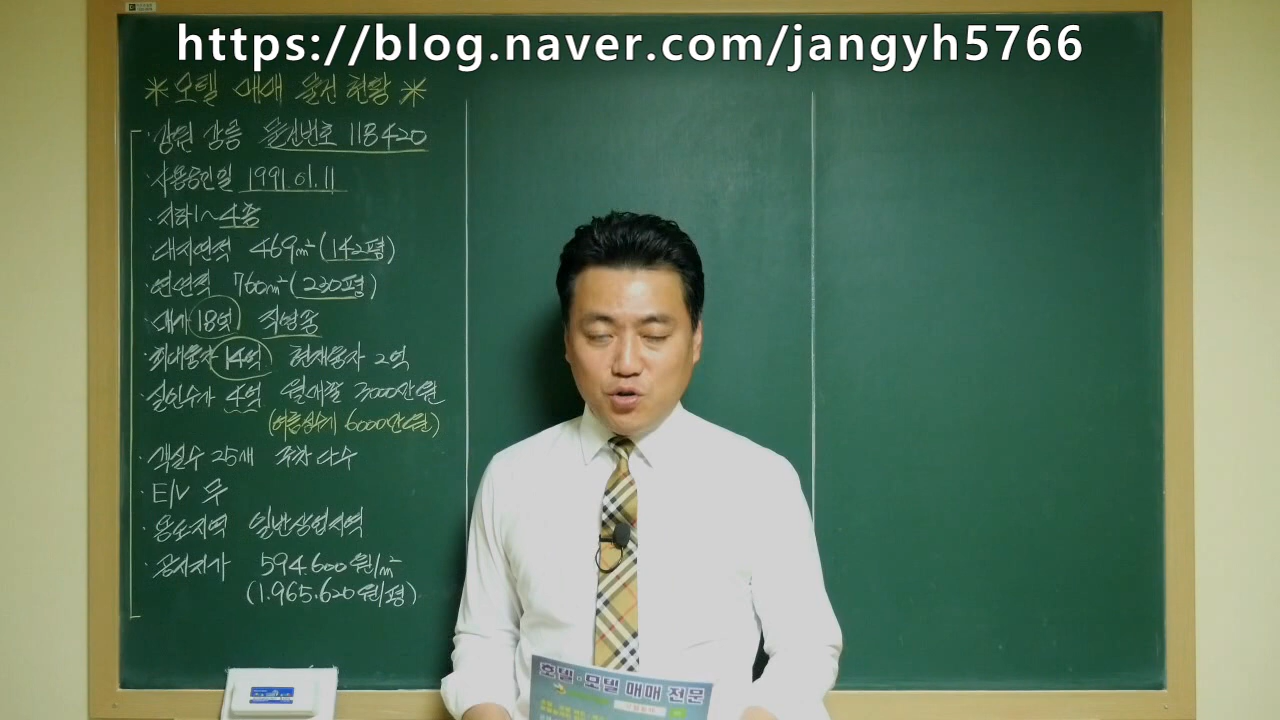 https://blog.naver.com/jangyh5766
*모텔 매매 물건 현황*
·강원 강릉 물건번호 118420
·사용승인일 1991.01.11
·지하1~4층
·대지면적 469㎡(142평)
·연면적 760㎡(230평)
·매가 18억 직영중
·최대융자 14억 현재융자 2억
·실인수가 4억 월매출 3000만원
(여름성수기 6000만원)
·객실수 25개 주차 다수
·E/V 무
·용도지역 일반상업지역
·공시지가 594.600원/㎡
(1.965.620원/평)
호텔·모텔 매매 전문